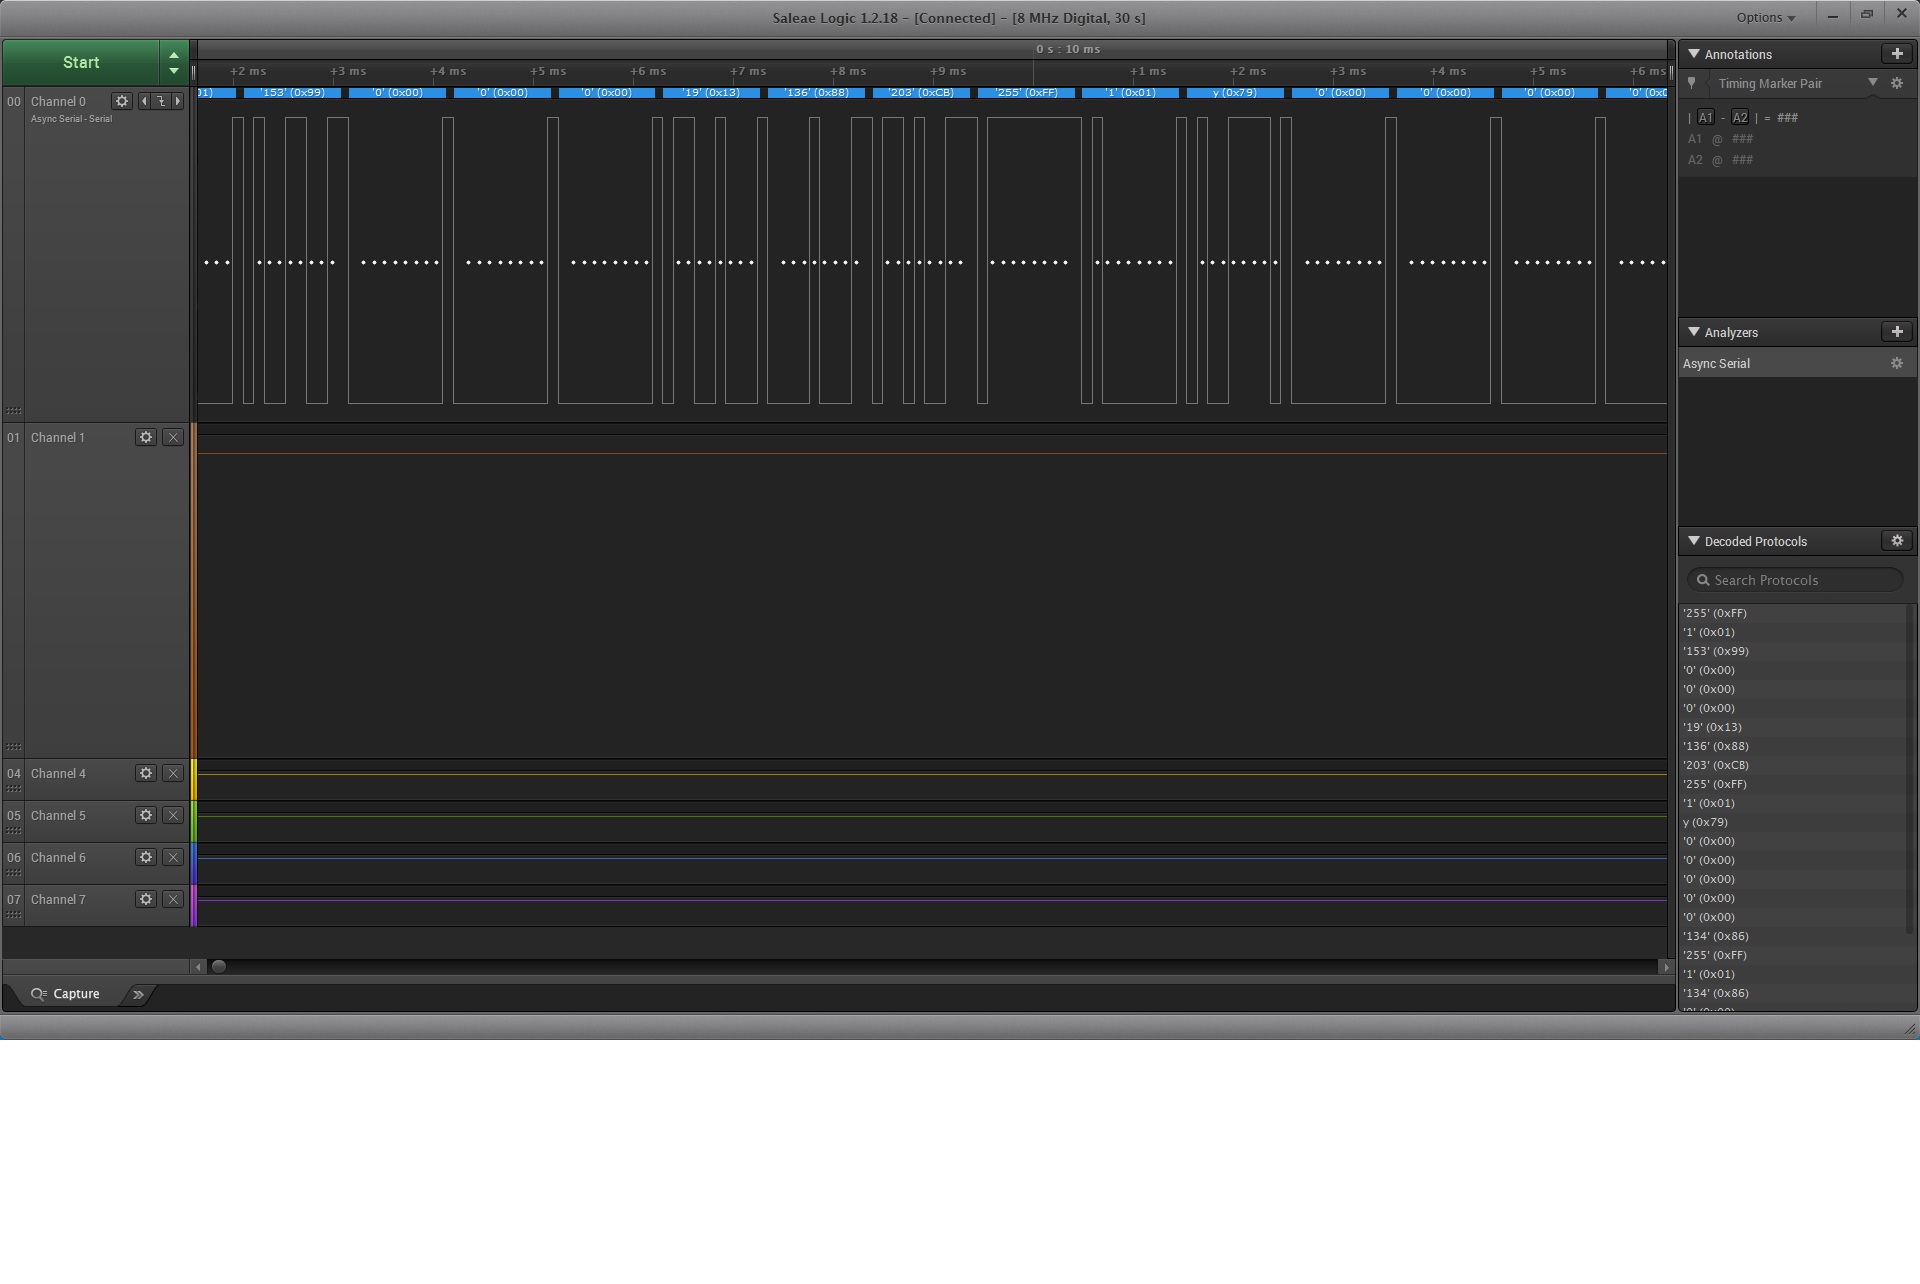 Saleae Logic 1.2.18 - [Connected] - [8 MHz Digital, 30 s]
Options
Start
0 s : 10 ms
+2 ms +3 ms +4 ms +5 ms +6 ms +7 ms +8 ms +9 ms +1 ms +2 ms +3 ms +4 ms +5 ms +6 ms
01) '153' (0x99) '0' (0x00) '0' (0x00) '0' (0x00) '19' (0x13) '136' (0x88) '203' (0xCB) '255' (0xFF) '1' (0x01) y (0x79) '0' (0x00) '0' (0x00) '0' (0x00) '0' (0x0
00 Channel 0
Async Serial - Serial
01 Channel 1
04 Channel 4
05 Channel 5
06 Channel 6
07 Channel 7
Capture
Annotations
Timing Marker Pair
| A1 - A2 | = ###
A1 @ ###
A2 @ ###
Analyzers
Async Serial
Decoded Protocols
Search Protocols
'255' (0xFF)
'1' (0x01)
'153' (0x99)
'0' (0x00)
'0' (0x00)
'0' (0x00)
'19' (0x13)
'136' (0x88)
'203' (0xCB)
'255' (0xFF)
'1' (0x01)
y (0x79)
'0' (0x00)
'0' (0x00)
'0' (0x00)
'0' (0x00)
'0' (0x00)
'134' (0x86)
'255' (0xFF)
'1' (0x01)
'134' (0x86)